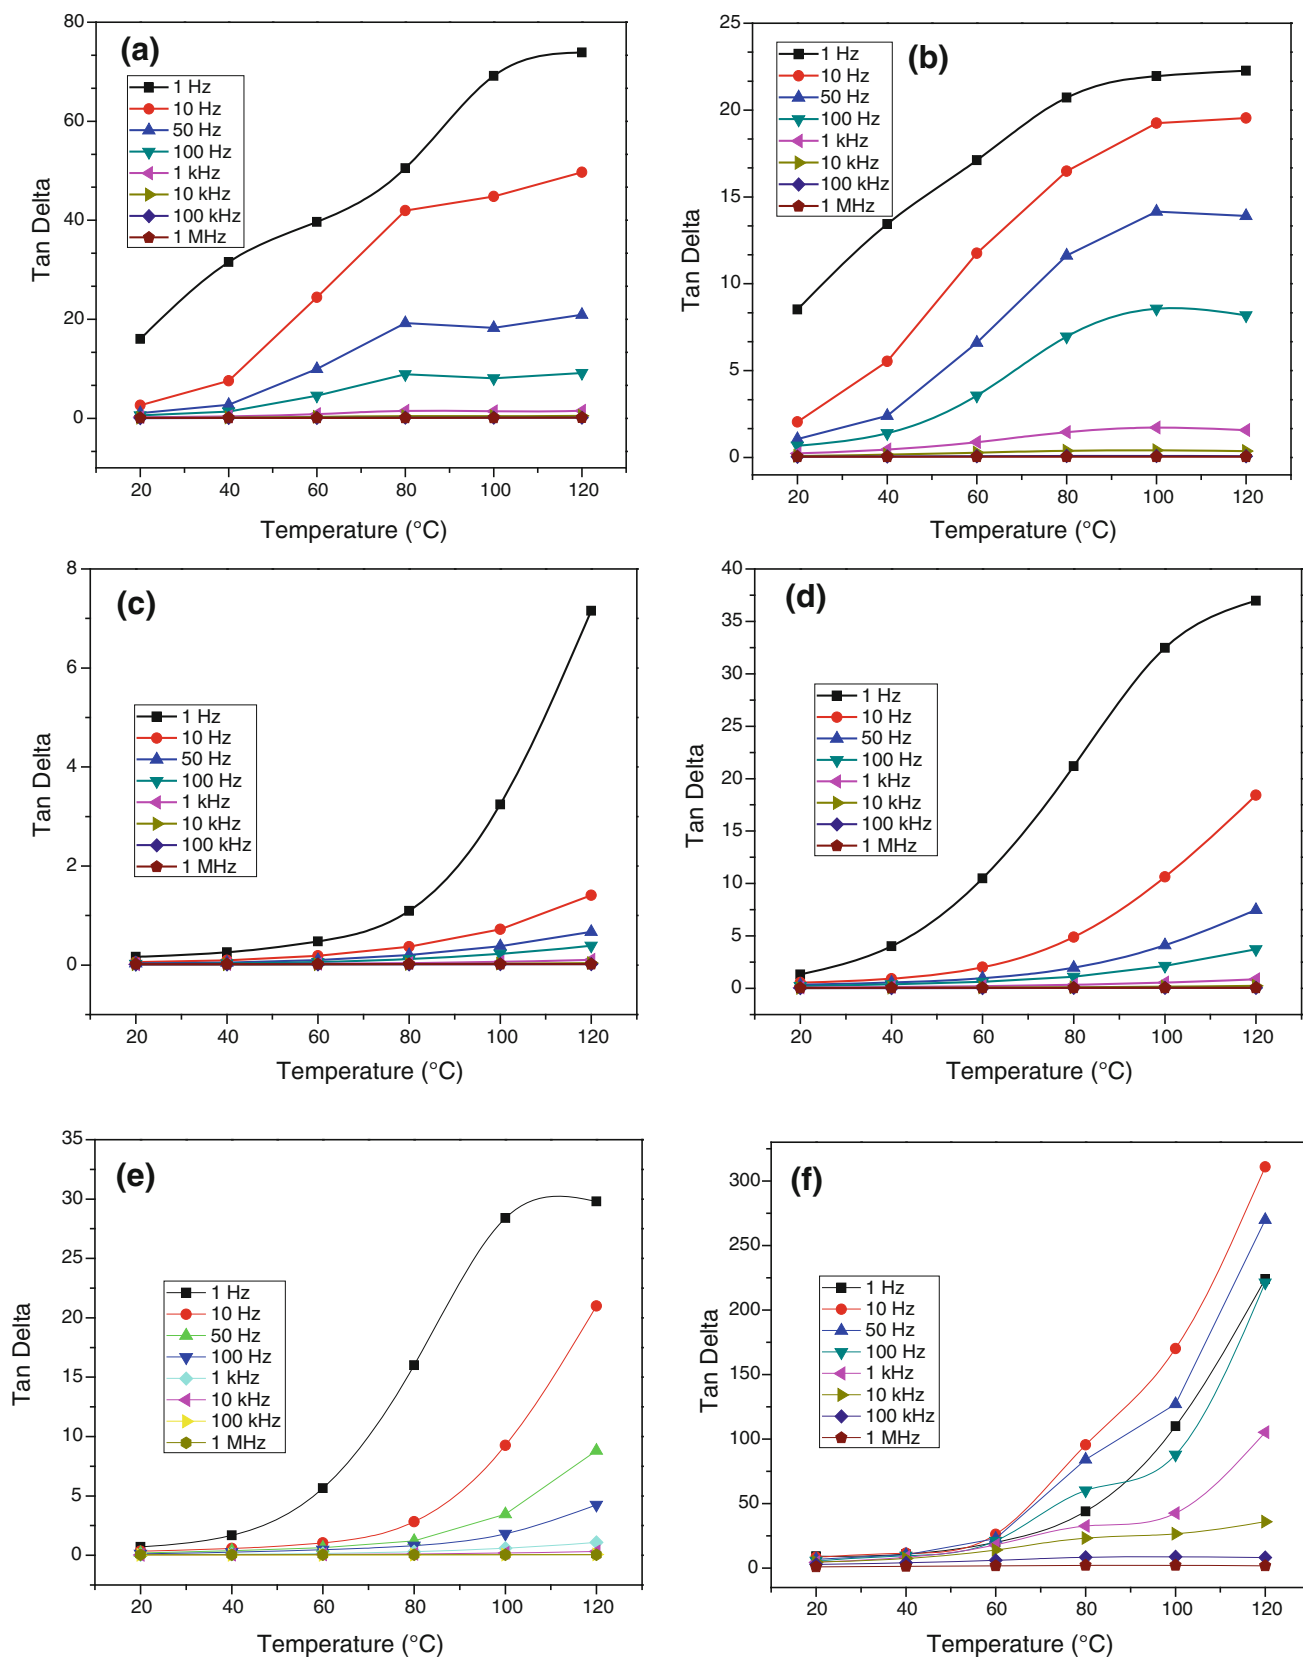 (a)
80
60
40
20
0
Tan Delta
1 Hz
10 Hz
50 Hz
100 Hz
1 kHz
10 kHz
100 kHz
1 MHz
20 40 60 80 100 120
Temperature (°C)
(b)
25
20
15
10
5
0
Tan Delta
1 Hz
10 Hz
50 Hz
100 Hz
1 kHz
10 kHz
100 kHz
1 MHz
20 40 60 80 100 120
Temperature (°C)
(c)
8
6
4
2
0
Tan Delta
1 Hz
10 Hz
50 Hz
100 Hz
1 kHz
10 kHz
100 kHz
1 MHz
20 40 60 80 100 120
Temperature (°C)
(d)
40
35
30
25
20
15
10
5
0
Tan Delta
1 Hz
10 Hz
50 Hz
100 Hz
1 kHz
10 kHz
100 kHz
1 MHz
20 40 60 80 100 120
Temperature (°C)
(e)
35
30
25
20
15
10
5
0
Tan Delta
1 Hz
10 Hz
50 Hz
100 Hz
1 kHz
10 kHz
100 kHz
1 MHz
20 40 60 80 100 120
Temperature (°C)
(f)
300
250
200
150
100
50
0
Tan Delta
1 Hz
10 Hz
50 Hz
100 Hz
1 kHz
10 kHz
100 kHz
1 MHz
20 40 60 80 100 120
Temperature (°C)